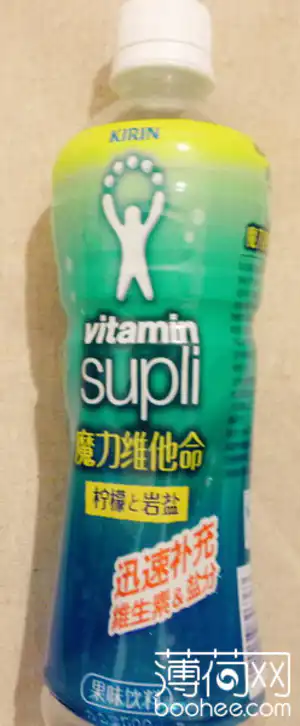 KIRIN
vitamin
supli
魔力维他命
柠檬と岩盐
迅速补充
维生素&盐分
果味饮料
薄荷网
boohee.com